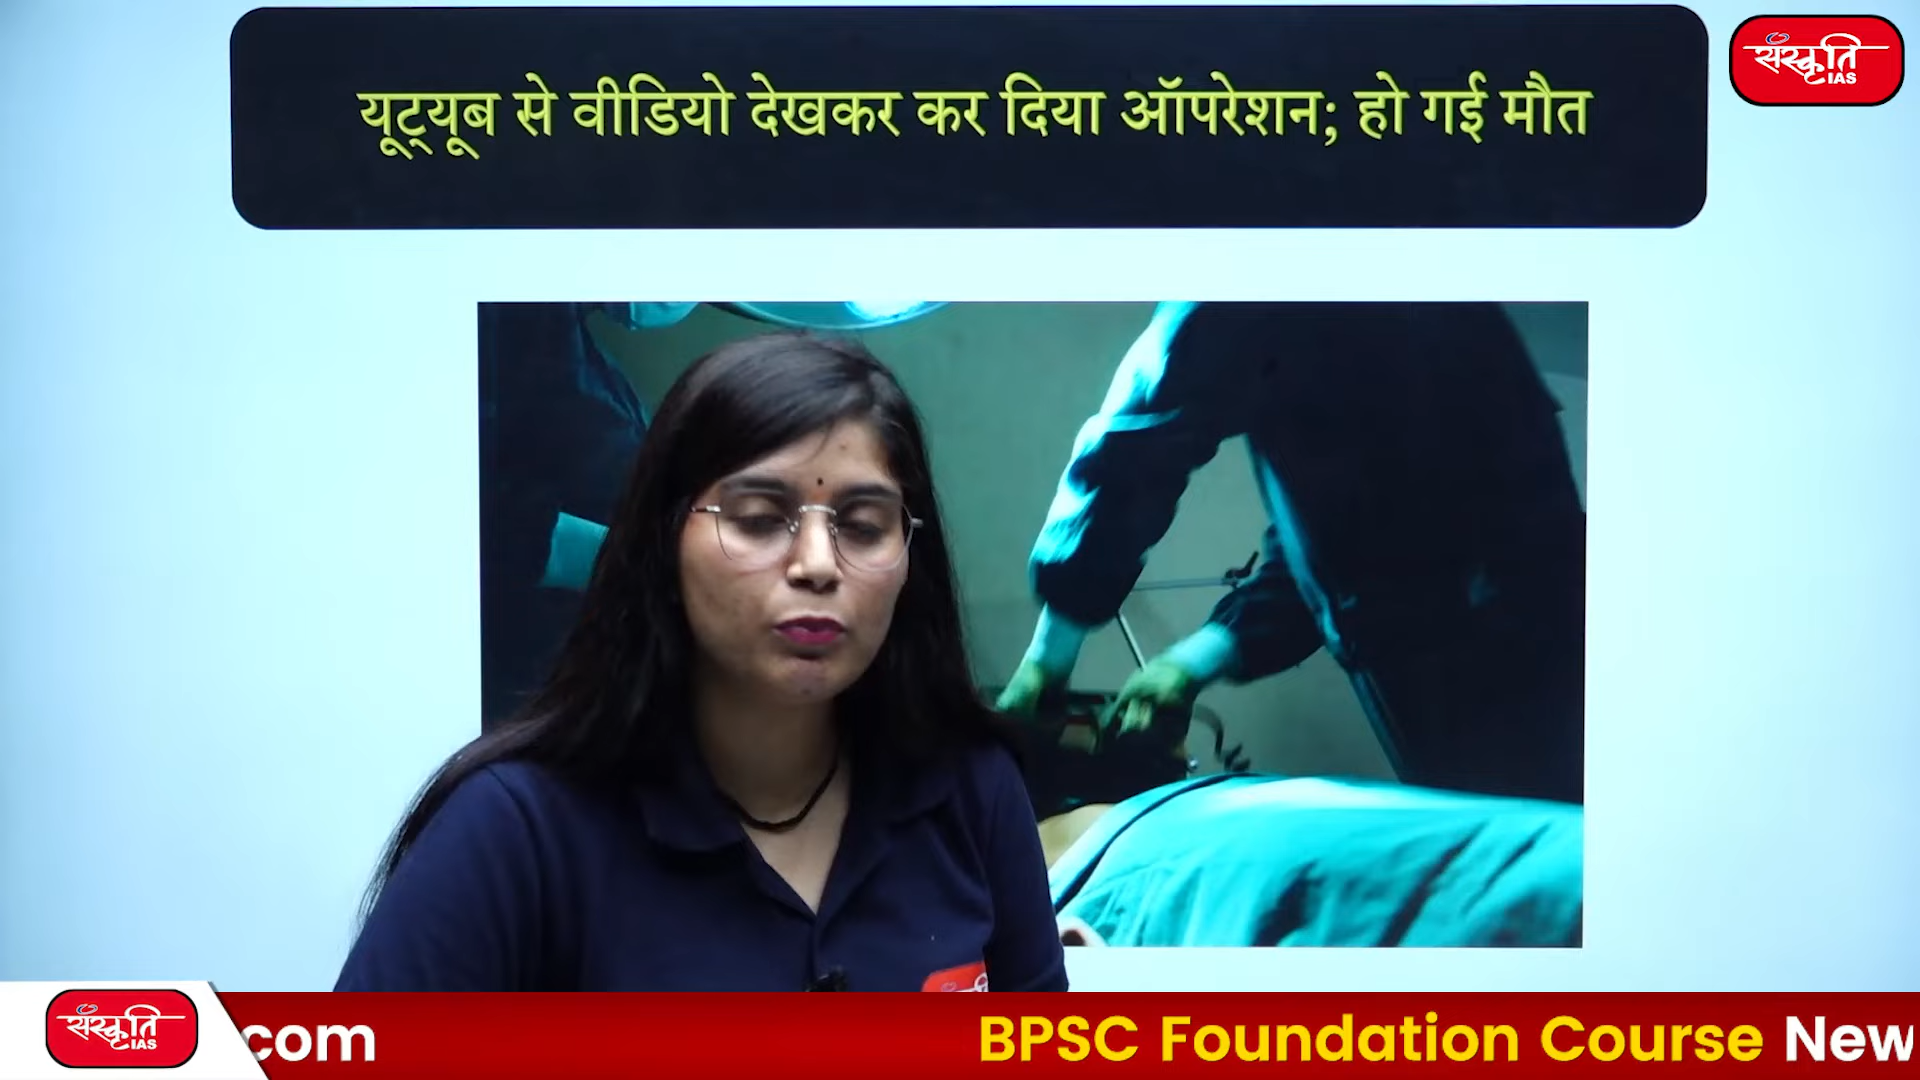 यूट्यूब से वीडियो देखकर कर दिया ऑपरेशन; हो गई मौत
संस्कृति
IAS
संस्कृति
IAS
com
BPSC Foundation Course New